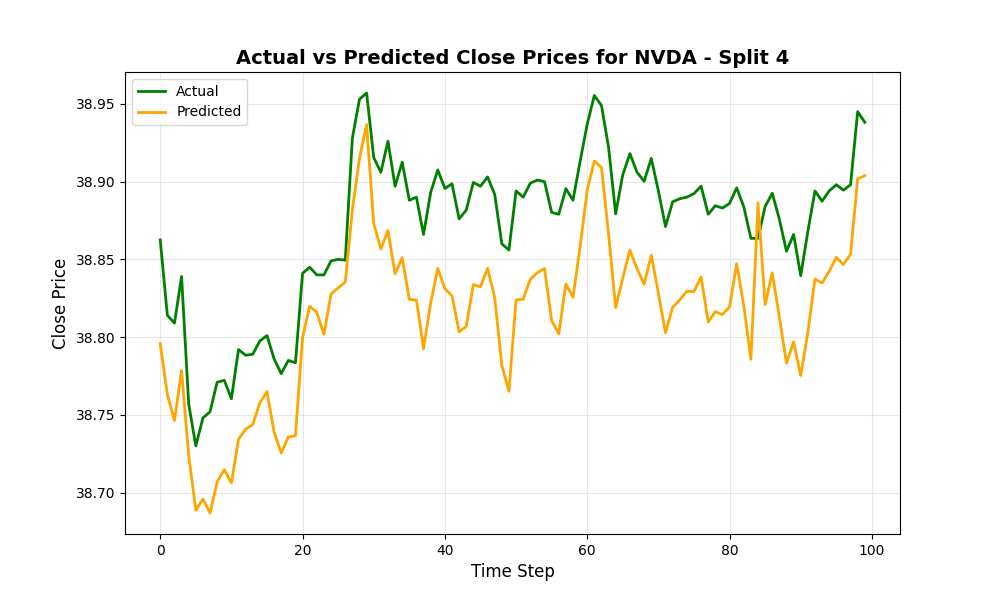 Actual vs Predicted Close Prices for NVDA - Split 4
Actual
Predicted
Close Price
38.95
38.90
38.85
38.80
38.75
38.70
0 20 40 60 80 100
Time Step